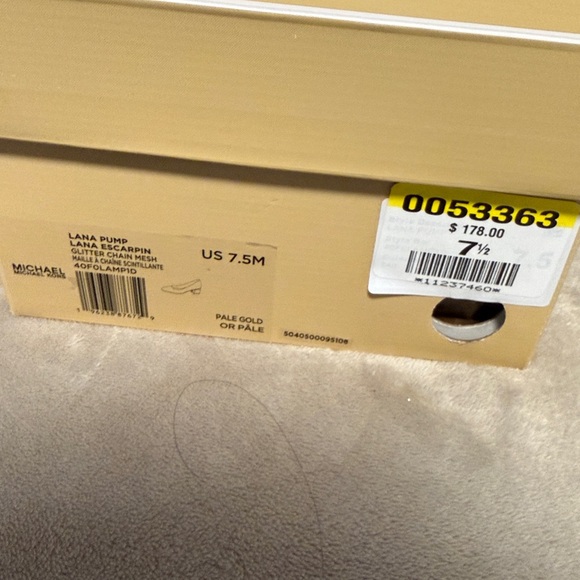 LANA PUMP
LANA ESCARPIN
GLITTER CHAIN MESH
MAILLE À CHAÎNE SCINTILLANTE
40F0LAMP1D
MICHAEL
MICHAEL KORS
US 7.5M
PALE GOLD
OR PÂLE
0053363
$ 178.00
7½
*11237460*